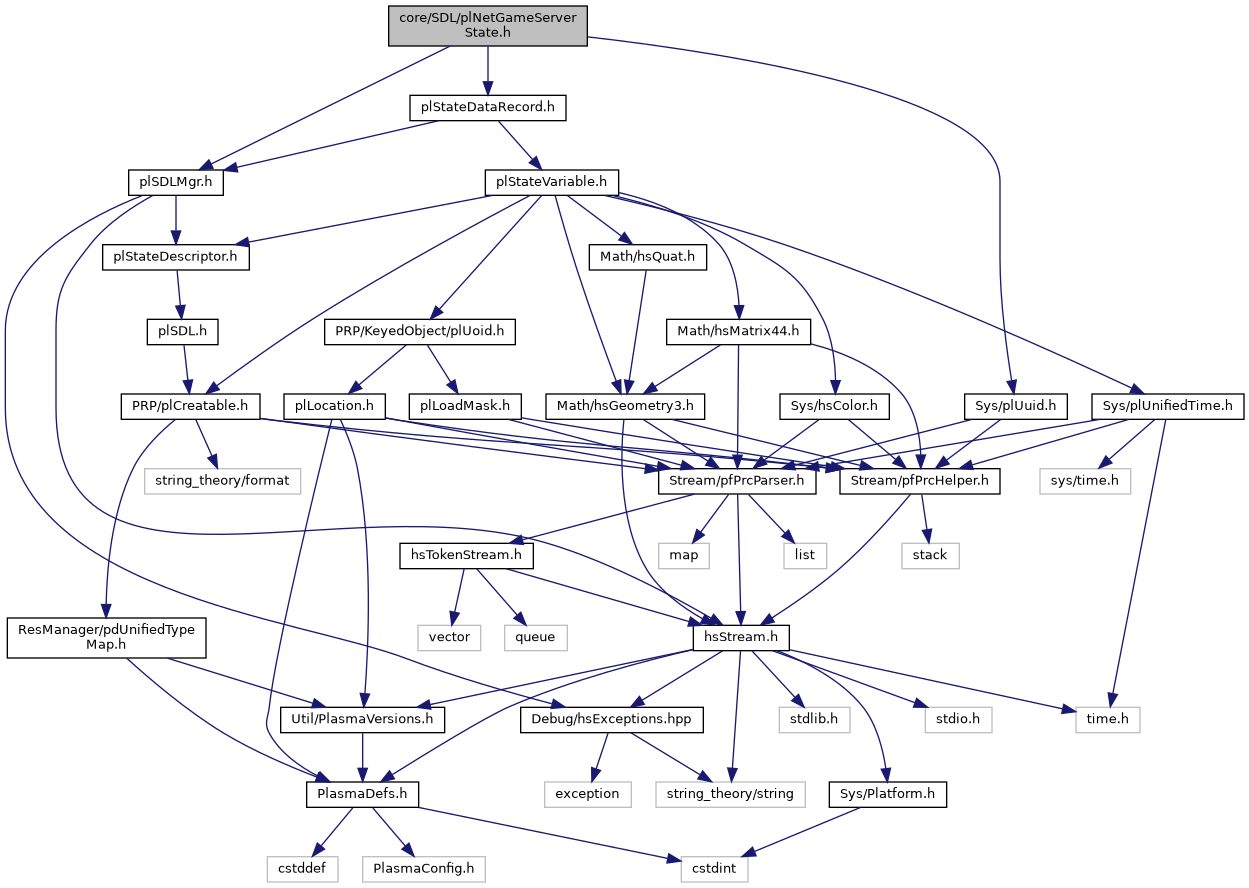 core/SDL/plNetGameServer
State.h
plStateDataRecord.h
plSDLMgr.h
plStateVariable.h
plStateDescriptor.h
Math/hsQuat.h
plSDL.h
PRP/KeyedObject/plUoid.h
Math/hsMatrix44.h
PRP/plCreatable.h
plLocation.h
plLoadMask.h
Math/hsGeometry3.h
Sys/hsColor.h
Sys/plUuid.h
Sys/plUnifiedTime.h
string_theory/format
Stream/pfPrcParser.h
Stream/pfPrcHelper.h
sys/time.h
hsTokenStream.h
map
list
stack
ResManager/pdUnifiedType
Map.h
vector
queue
hsStream.h
Util/PlasmaVersions.h
Debug/hsExceptions.hpp
stdlib.h
stdio.h
time.h
PlasmaDefs.h
exception
string_theory/string
Sys/Platform.h
cstddef
PlasmaConfig.h
cstdint